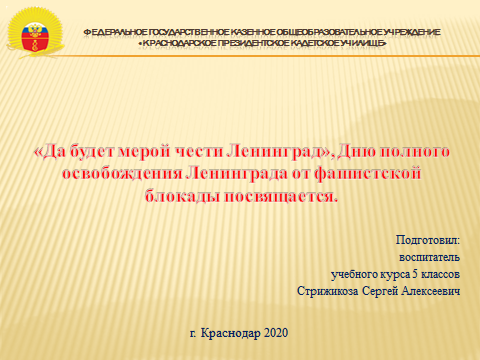 ФЕДЕРАЛЬНОЕ ГОСУДАРСТВЕННОЕ КАЗЕННОЕ ОБЩЕОБРАЗОВАТЕЛЬНОЕ УЧРЕЖДЕНИЕ
«КРАСНОДАРСКОЕ ПРЕЗИДЕНТСКОЕ КАДЕТСКОЕ УЧИЛИЩЕ»
«Да будет мерой чести Ленинград», Дню полного
освобождения Ленинграда от фашистской
блокады посвящается.
Подготовил:
воспитатель
учебного курса 5 классов
Стрижикоза Сергей Алексеевич
г. Краснодар 2020